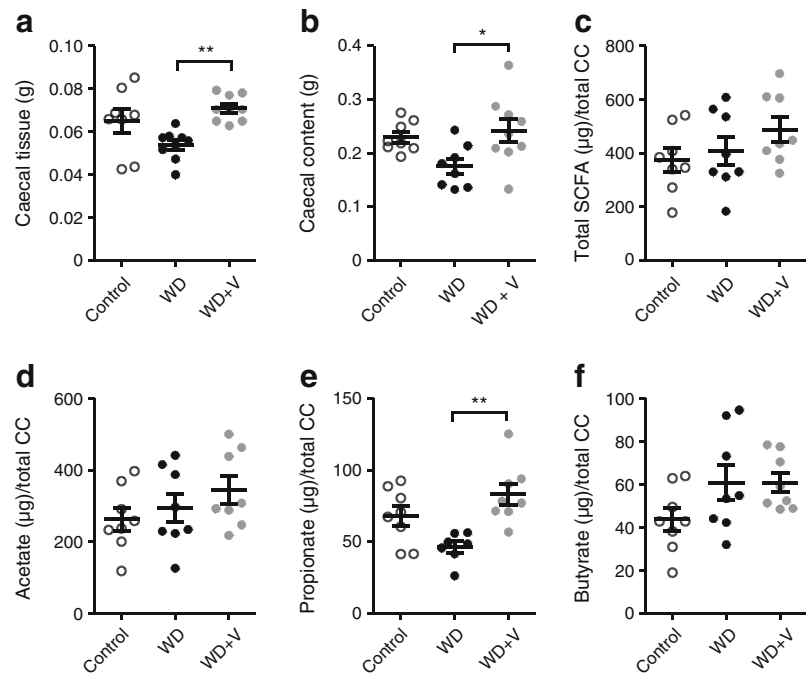 a
Caecal tissue (g)
0.10
0.08
0.06
0.04
0.02
0
**
Control
WD
WD+V
b
Caecal content (g)
0.4
0.3
0.2
0.1
0
*
Control
WD
WD + V
c
Total SCFA (µg)/total CC
800
600
400
200
0
Control
WD
WD+V
d
Acetate (µg)/total CC
600
400
200
0
Control
WD
WD+V
e
Propionate (µg)/total CC
150
100
50
0
**
Control
WD
WD+V
f
Butyrate (µg)/total CC
100
80
60
40
20
0
Control
WD
WD+V